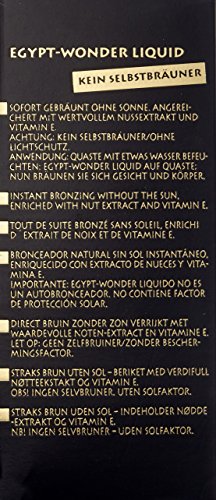 EGYPT-WONDER LIQUID
KEIN SELBSTBRÄUNER
SOFORT GEBRÄUNT OHNE SONNE. ANGEREI-
CHERT MIT WERTVOLLEM NUSSEXTRAKT UND
VITAMIN E.
ACHTUNG: KEIN SELBSTBRÄUNER/OHNE
LICHTSCHUTZ.
ANWENDUNG: QUASTE MIT ETWAS WASSER BEFEU-
CHTEN: EGYPT-WONDER LIQUID AUF QUASTE;
NUN BRÄUNEN SIE SICH GESICHT UND KÖRPER.
INSTANT BRONZING WITHOUT THE SUN,
ENRICHED WITH NUT EXTRACT AND VITAMIN E.
TOUT DE SUITE BRONZÉ SANS SOLEIL, ENRICHI
D´EXTRAIT DE NOIX ET DE VITAMINE E.
BRONCEADOR NATURAL SIN SOL INSTANTÁNEO,
ENRIQUECIDO CON EXTRACTO DE NUECES Y VITA-
MINA E.
IMPORTANTE: EGYPT-WONDER LIQUIDO NO ES
UN AUTOBRONCEADOR, NO CONTIENE FACTOR
DE PROTECCIÓN SOLAR.
DIRECT BRUIN ZONDER ZON VERRIJKT MET
WAARDEVOLLE NOTEN-EXTRACT EN VITAMINE E.
LET OP: GEEN ZELFBRUINER/ZONDER BESCHER-
MINGSFACTOR.
STRAKS BRUN UTEN SOL - BERIKET MED VERDIFULL
NØTTEEKSTAKT OG VITAMIN E.
OBS! INGEN SELVBRUNER, UTEN SOLFAKTOR.
STRAKS BRUN UDEN SOL - INDEHOLDER NØDDE
-EXTRAKT OG VITAMIN E.
NB! INGEN SELVBRUNER - UDEN SOLFAKTOR.